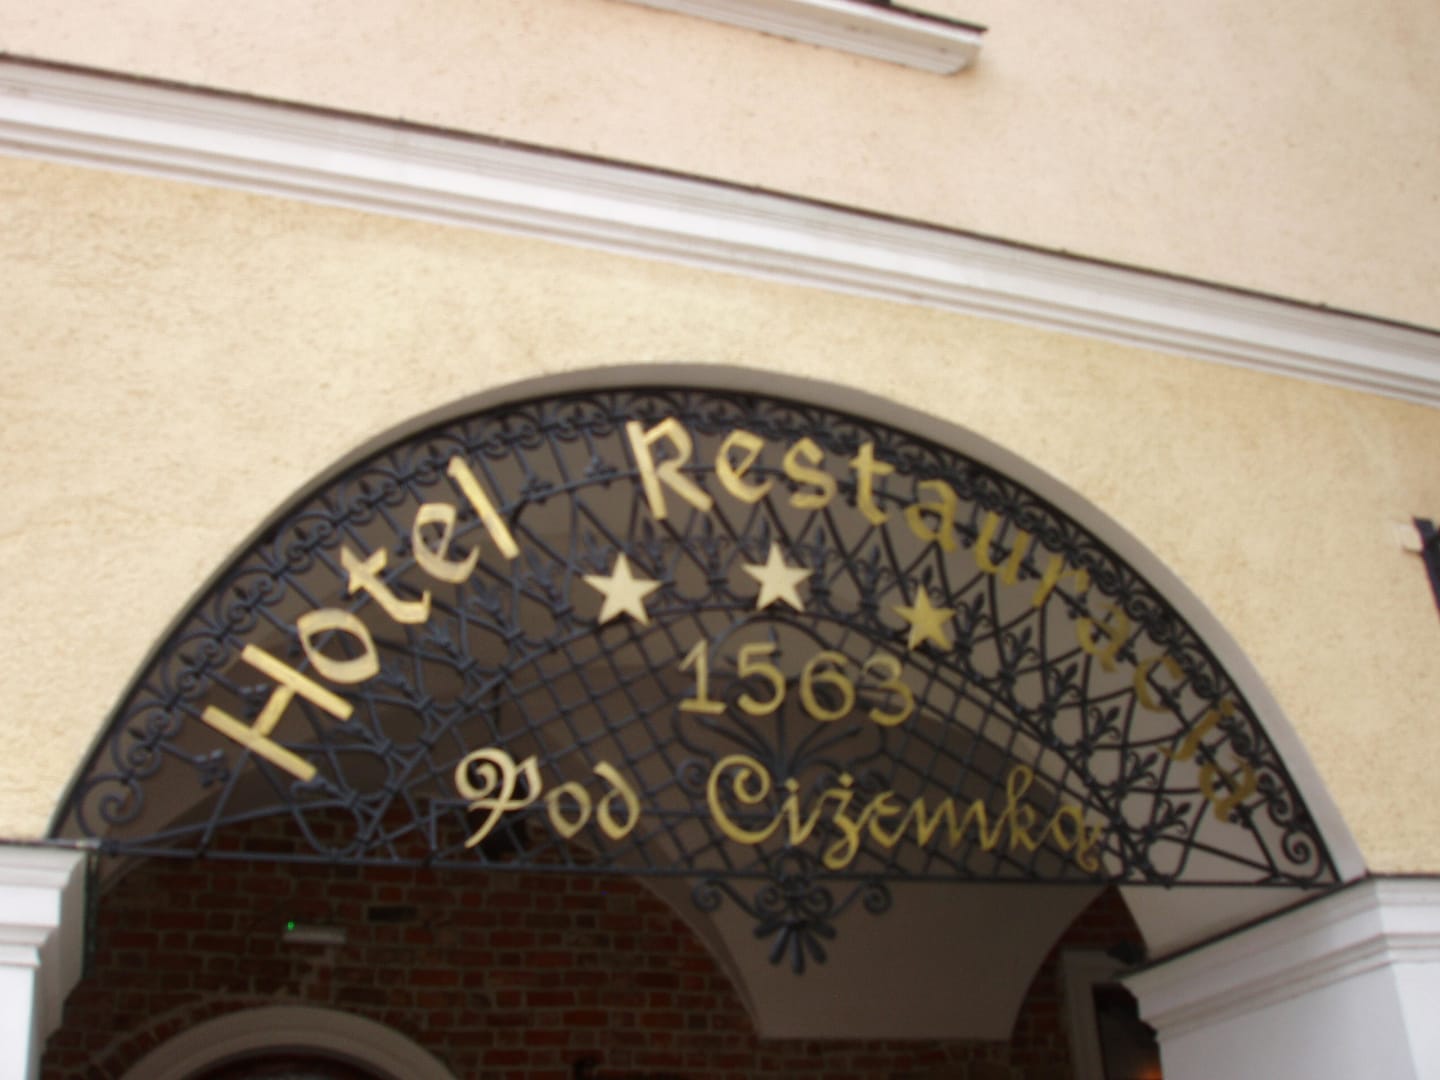 Hotel Restauracja
1563
Pod Ciżemką